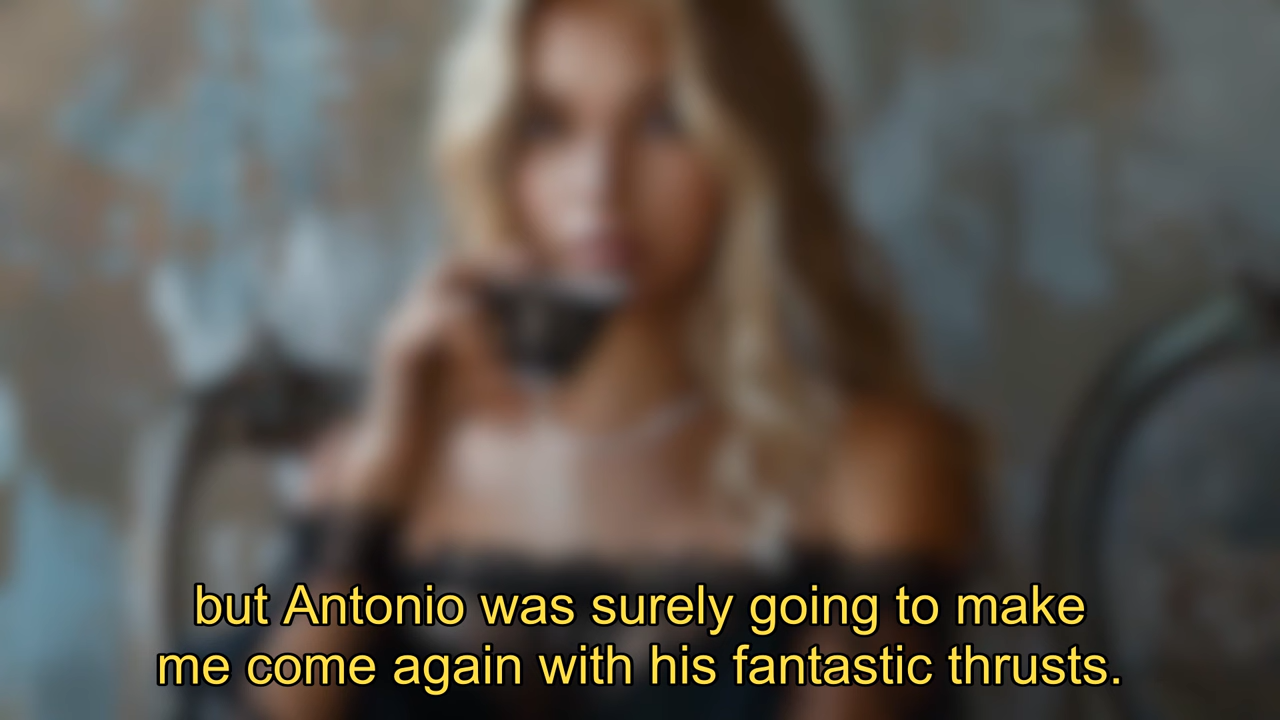 but Antonio was surely going to make
me come again with his fantastic thrusts.